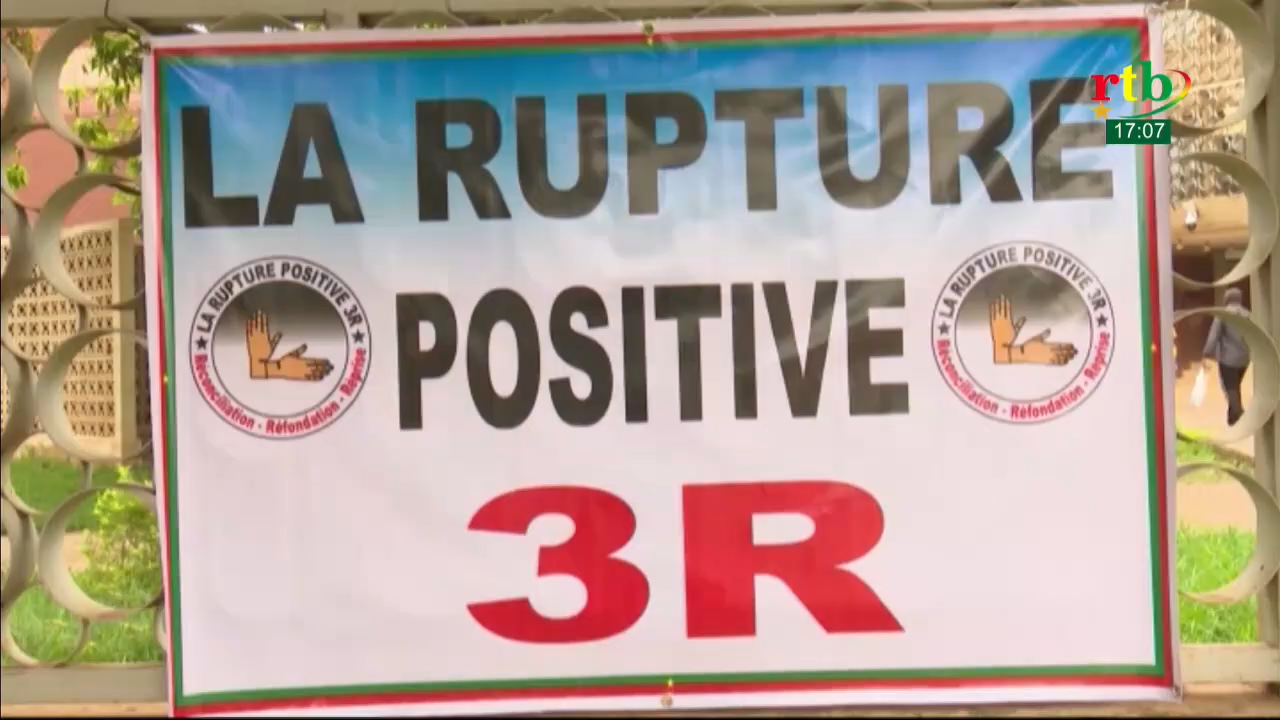 LA RUPTURE
rtb
17:07
★ LA RUPTURE POSITIVE 3R ★
Réconciliation - Réfondation - Reprise
POSITIVE
★ LA RUPTURE POSITIVE 3R ★
Réconciliation - Réfondation - Reprise
3R